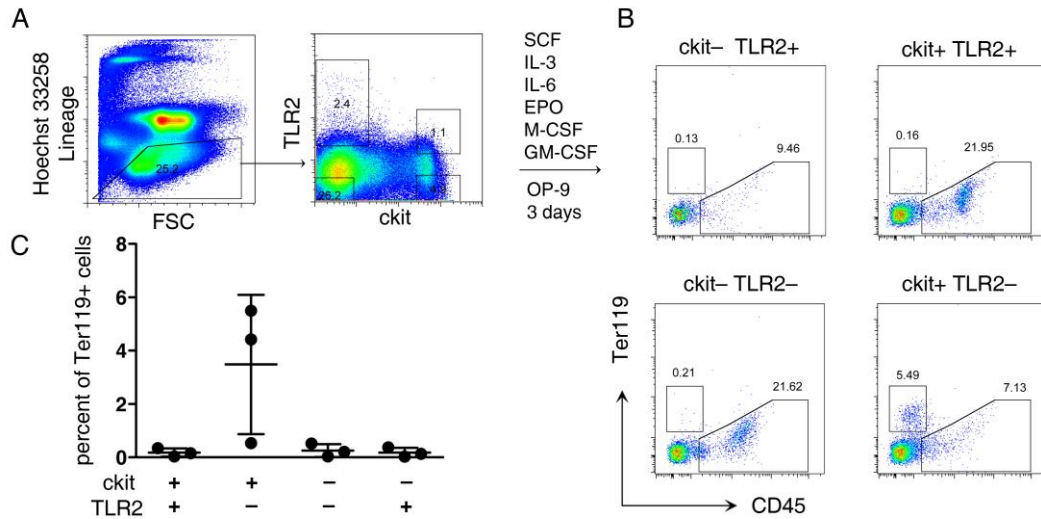 A
Hoechst 33258
Lineage
25.2
FSC
TLR2
2.4
1.1
26.2
4.9
ckit
SCF
IL-3
IL-6
EPO
M-CSF
GM-CSF
OP-9
3 days
B
ckit– TLR2+
0.13
9.46
ckit+ TLR2+
0.16
21.95
ckit– TLR2–
0.21
21.62
ckit+ TLR2–
5.49
7.13
Ter119
CD45
C
percent of Ter119+ cells
8
6
4
2
0
ckit + + – –
TLR2 + – – +